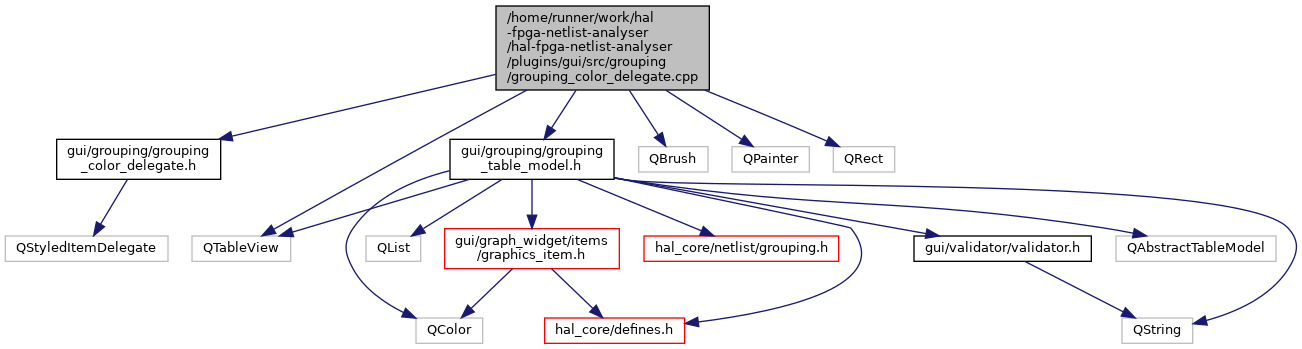 /home/runner/work/hal
-fpga-netlist-analyser
/hal-fpga-netlist-analyser
/plugins/gui/src/grouping
/grouping_color_delegate.cpp
gui/grouping/grouping
_color_delegate.h
gui/grouping/grouping
_table_model.h
QBrush
QPainter
QRect
QStyledItemDelegate
QTableView
QList
gui/graph_widget/items
/graphics_item.h
hal_core/netlist/grouping.h
gui/validator/validator.h
QAbstractTableModel
QColor
hal_core/defines.h
QString